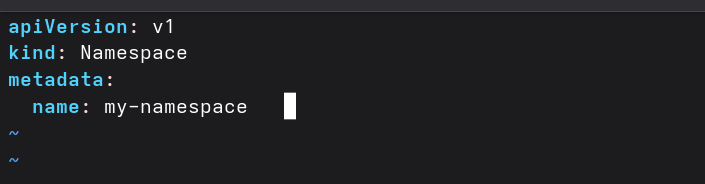 apiVersion: v1
kind: Namespace
metadata:
  name: my-namespace
~
~